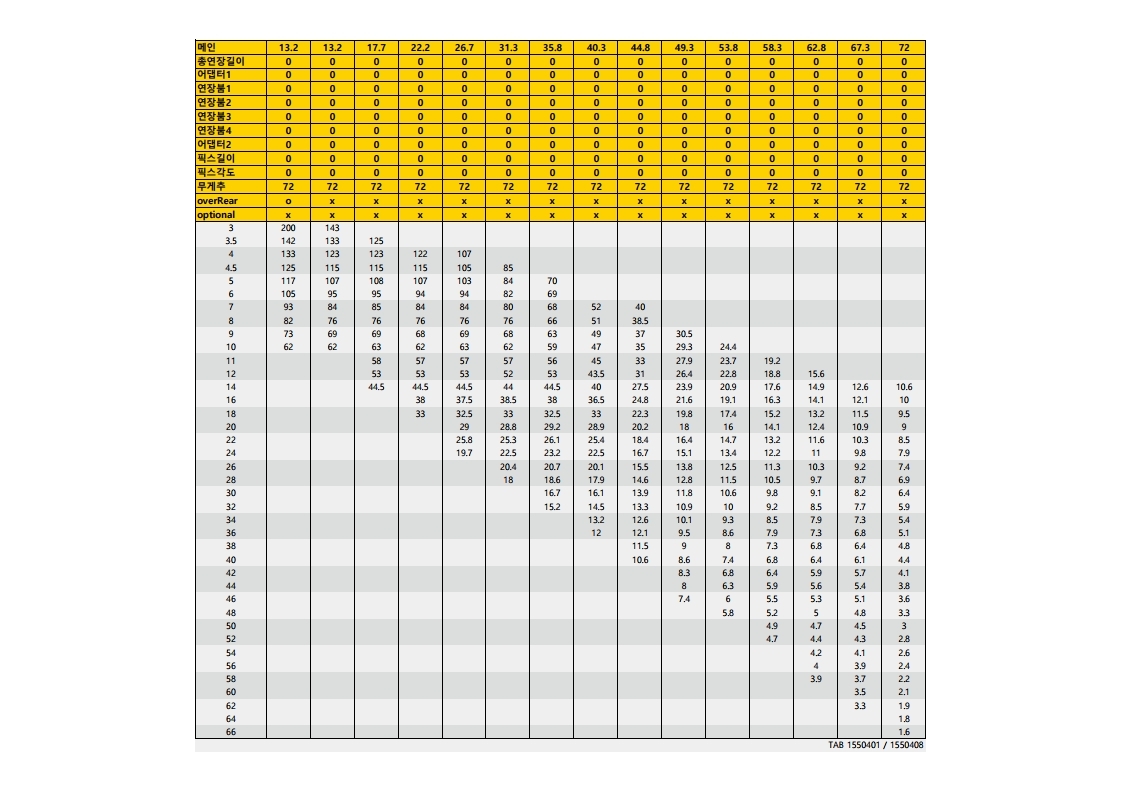 메인 13.2 13.2 17.7 22.2 26.7 31.3 35.8 40.3 44.8 49.3 53.8 58.3 62.8 67.3 72
총연장길이 0 0 0 0 0 0 0 0 0 0 0 0 0 0 0
어댑터1 0 0 0 0 0 0 0 0 0 0 0 0 0 0 0
연장붐1 0 0 0 0 0 0 0 0 0 0 0 0 0 0 0
연장붐2 0 0 0 0 0 0 0 0 0 0 0 0 0 0 0
연장붐3 0 0 0 0 0 0 0 0 0 0 0 0 0 0 0
연장붐4 0 0 0 0 0 0 0 0 0 0 0 0 0 0 0
어댑터2 0 0 0 0 0 0 0 0 0 0 0 0 0 0 0
픽스길이 0 0 0 0 0 0 0 0 0 0 0 0 0 0 0
픽스각도 0 0 0 0 0 0 0 0 0 0 0 0 0 0 0
무게추 72 72 72 72 72 72 72 72 72 72 72 72 72 72 72
overRear o x x x x x x x x x x x x x x
optional x x x x x x x x x x x x x x x
3 200 143
3.5 142 133 125
4 133 123 123 122 107
4.5 125 115 115 115 105 85
5 117 107 108 107 103 84 70
6 105 95 95 94 94 82 69
7 93 84 85 84 84 80 68 52 40
8 82 76 76 76 76 76 66 51 38.5
9 73 69 69 68 69 68 63 49 37 30.5
10 62 62 63 62 63 62 59 47 35 29.3 24.4
11 58 57 57 57 56 45 33 27.9 23.7 19.2
12 53 53 53 52 53 43.5 31 26.4 22.8 18.8 15.6
14 44.5 44.5 44.5 44 44.5 40 27.5 23.9 20.9 17.6 14.9 12.6 10.6
16 38 37.5 38.5 38 36.5 24.8 21.6 19.1 16.3 14.1 12.1 10
18 33 32.5 33 32.5 33 22.3 19.8 17.4 15.2 13.2 11.5 9.5
20 29 28.8 29.2 28.9 20.2 18 16 14.1 12.4 10.9 9
22 25.8 25.3 26.1 25.4 18.4 16.4 14.7 13.2 11.6 10.3 8.5
24 19.7 22.5 23.2 22.5 16.7 15.1 13.4 12.2 11 9.8 7.9
26 20.4 20.7 20.1 15.5 13.8 12.5 11.3 10.3 9.2 7.4
28 18 18.6 17.9 14.6 12.8 11.5 10.5 9.7 8.7 6.9
30 16.7 16.1 13.9 11.8 10.6 9.8 9.1 8.2 6.4
32 15.2 14.5 13.3 10.9 10 9.2 8.5 7.7 5.9
34 13.2 12.6 10.1 9.3 8.5 7.9 7.3 5.4
36 12 12.1 9.5 8.6 7.9 7.3 6.8 5.1
38 11.5 9 8 7.3 6.8 6.4 4.8
40 10.6 8.6 7.4 6.8 6.4 6.1 4.4
42 8.3 6.8 6.4 5.9 5.7 4.1
44 8 6.3 5.9 5.6 5.4 3.8
46 7.4 6 5.5 5.3 5.1 3.6
48 5.8 5.2 5 4.8 3.3
50 4.9 4.7 4.5 3
52 4.7 4.4 4.3 2.8
54 4.2 4.1 2.6
56 4 3.9 2.4
58 3.9 3.7 2.2
60 3.5 2.1
62 3.3 1.9
64 1.8
66 1.6
TAB 1550401 / 1550408